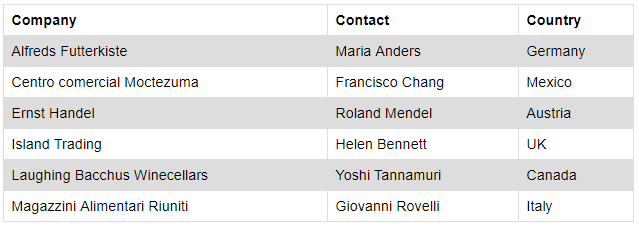 Company Contact Country
Alfreds Futterkiste Maria Anders Germany
Centro comercial Moctezuma Francisco Chang Mexico
Ernst Handel Roland Mendel Austria
Island Trading Helen Bennett UK
Laughing Bacchus Winecellars Yoshi Tannamuri Canada
Magazzini Alimentari Riuniti Giovanni Rovelli Italy